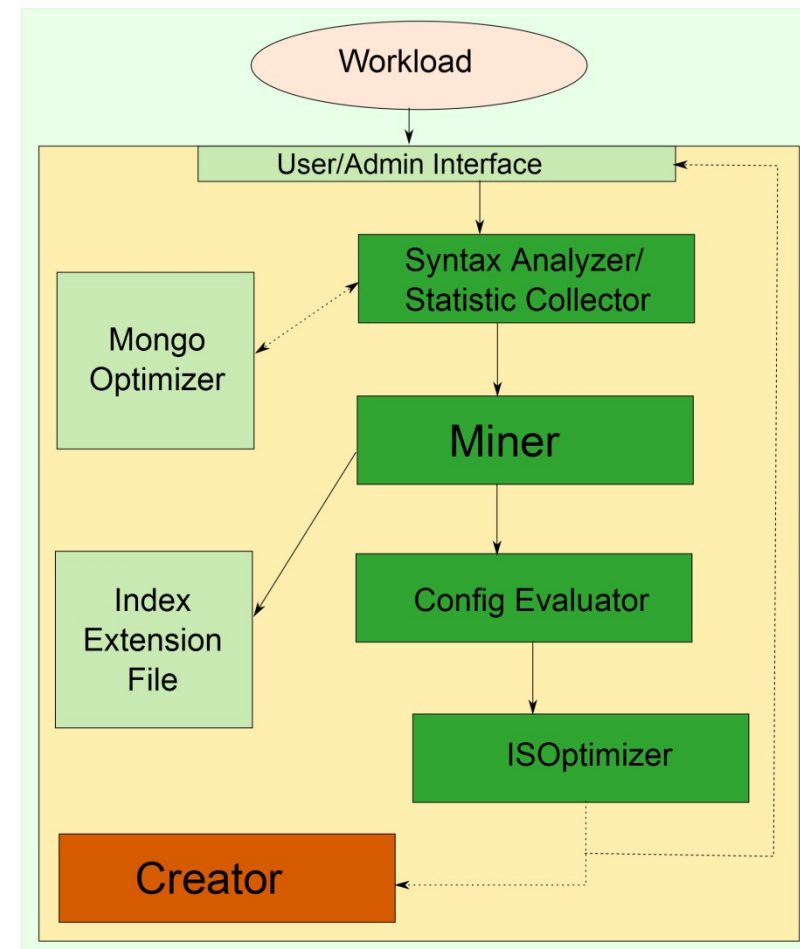 Workload
User/Admin Interface
Syntax Analyzer/
Statistic Collector
Mongo
Optimizer
Miner
Index
Extension
File
Config Evaluator
ISOptimizer
Creator